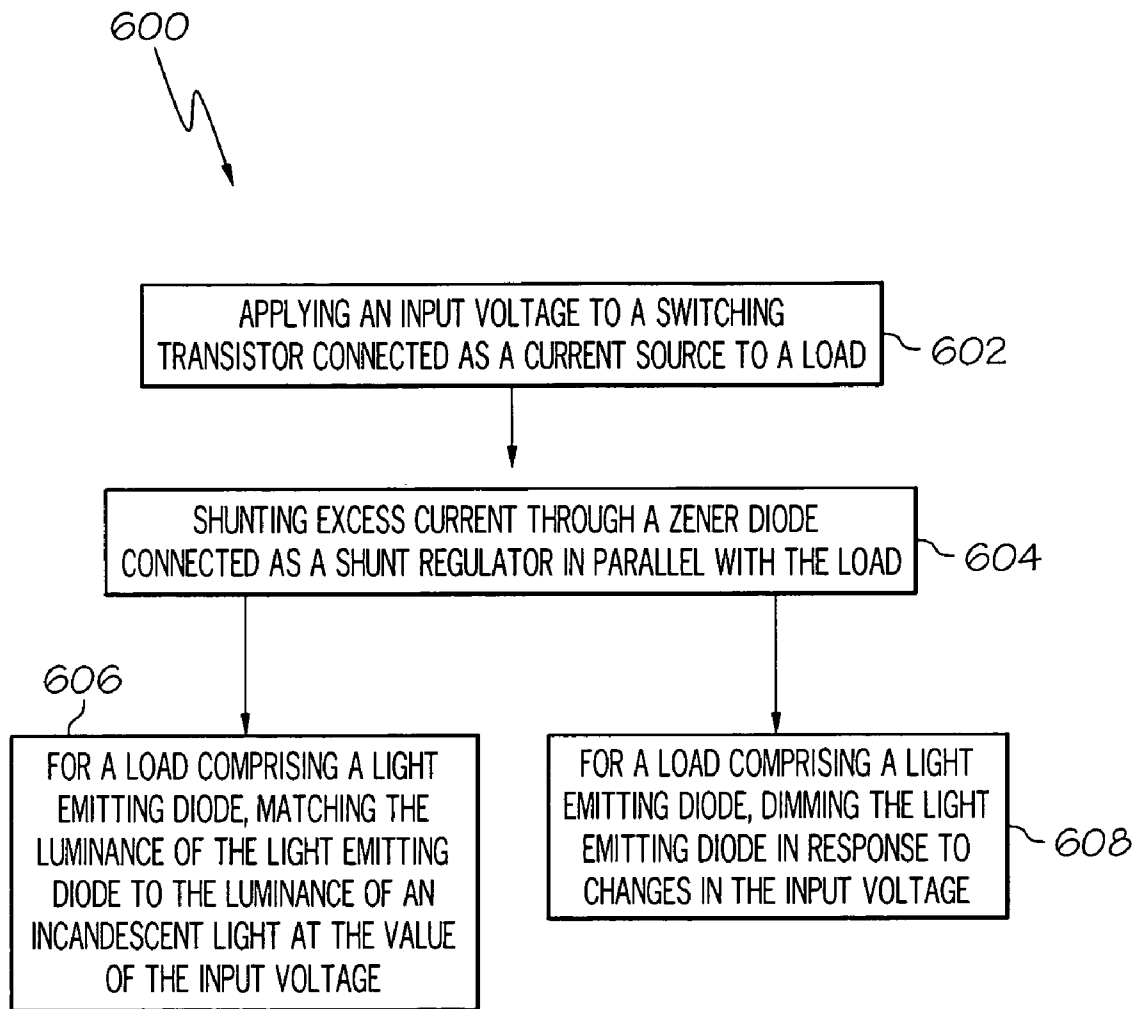 600
APPLYING AN INPUT VOLTAGE TO A SWITCHING
TRANSISTOR CONNECTED AS A CURRENT SOURCE TO A LOAD
602
SHUNTING EXCESS CURRENT THROUGH A ZENER DIODE
CONNECTED AS A SHUNT REGULATOR IN PARALLEL WITH THE LOAD
604
606
FOR A LOAD COMPRISING A LIGHT
EMITTING DIODE, MATCHING THE
LUMINANCE OF THE LIGHT EMITTING
DIODE TO THE LUMINANCE OF AN
INCANDESCENT LIGHT AT THE VALUE
OF THE INPUT VOLTAGE
FOR A LOAD COMPRISING A LIGHT
EMITTING DIODE, DIMMING THE LIGHT
EMITTING DIODE IN RESPONSE TO
CHANGES IN THE INPUT VOLTAGE
608